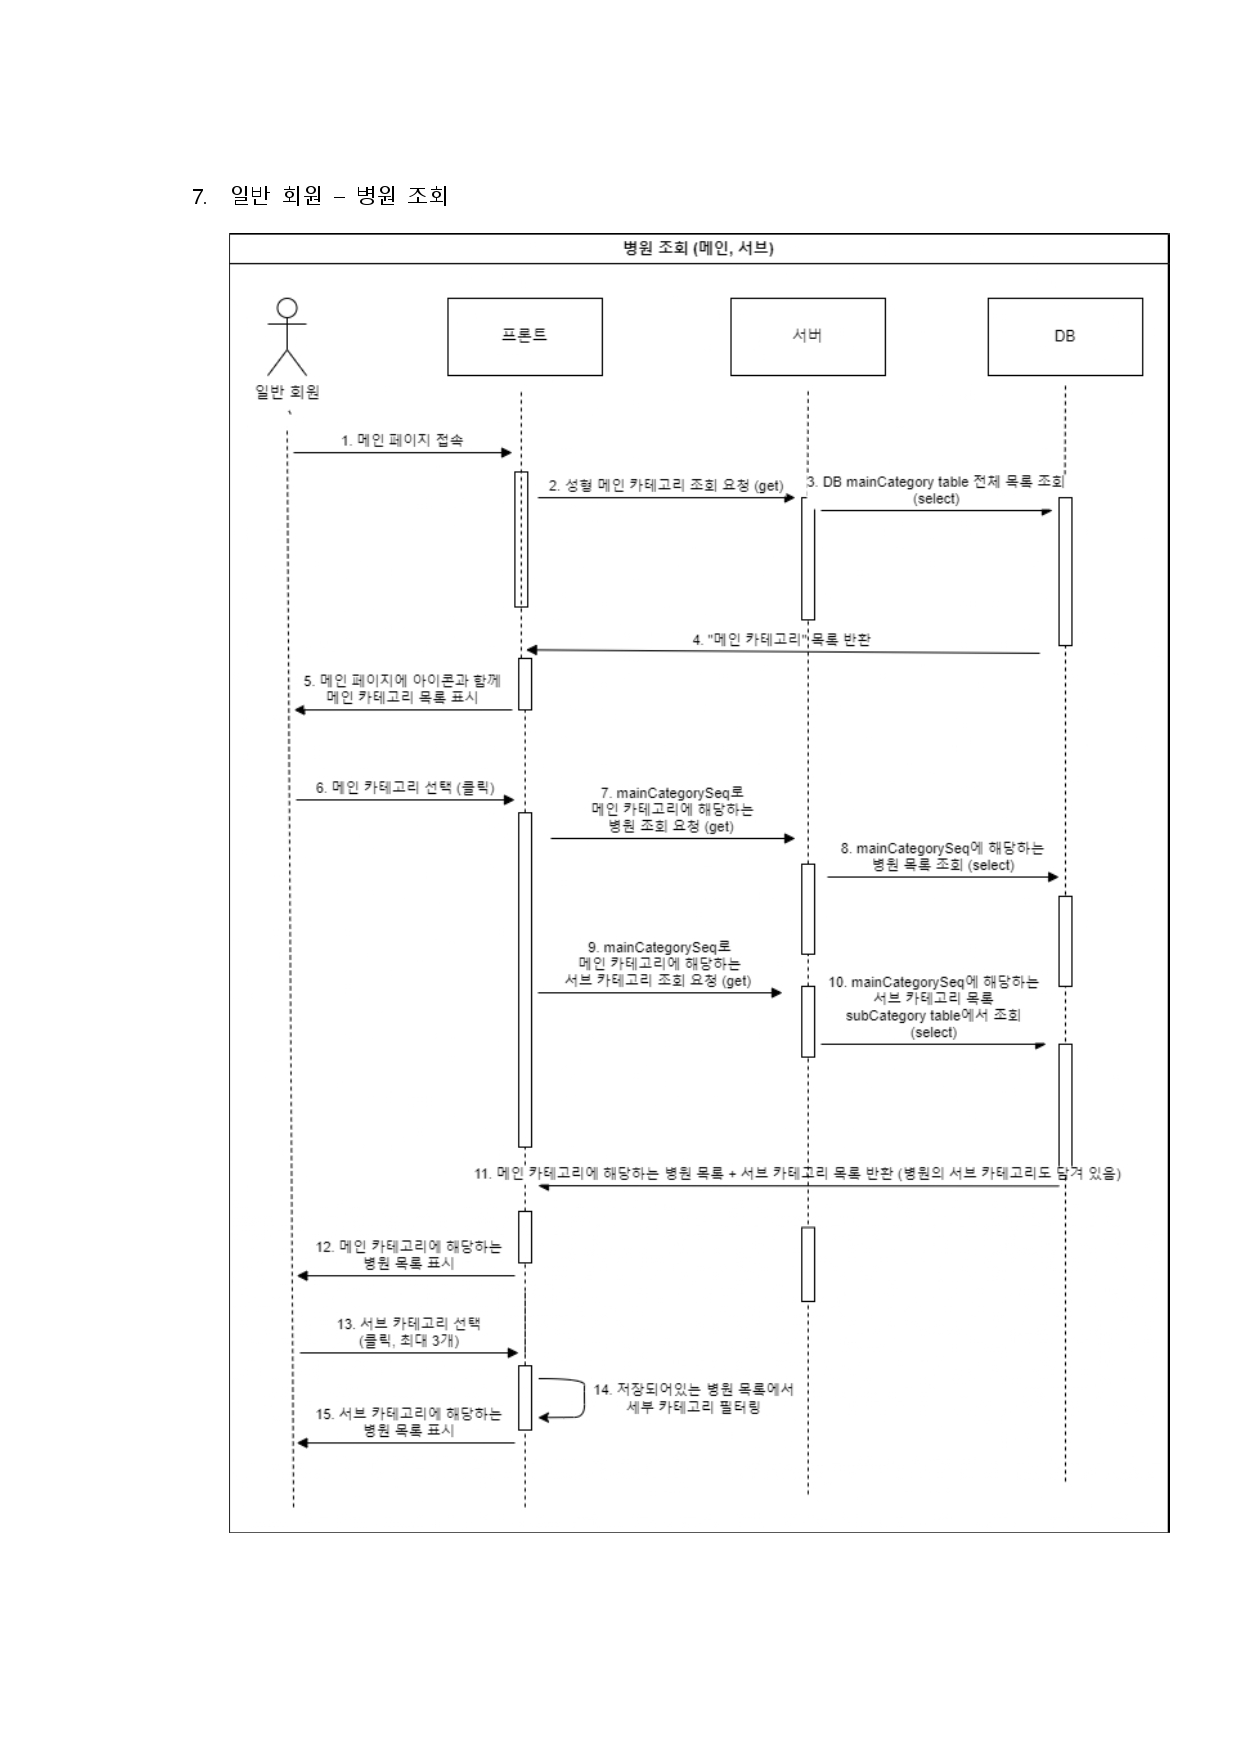 7. 일반 회원 – 병원 조회
병원 조회 (메인, 서브)
프론트
서버
DB
일반 회원
1. 메인 페이지 접속
2. 성형 메인 카테고리 조회 요청 (get)
3. DB mainCategory table 전체 목록 조회
(select)
4. "메인 카테고리" 목록 반환
5. 메인 페이지에 아이콘과 함께
메인 카테고리 목록 표시
6. 메인 카테고리 선택 (클릭)
7. mainCategorySeq로
메인 카테고리에 해당하는
병원 조회 요청 (get)
8. mainCategorySeq에 해당하는
병원 목록 조회 (select)
9. mainCategorySeq로
메인 카테고리에 해당하는
서브 카테고리 조회 요청 (get)
10. mainCategorySeq에 해당하는
서브 카테고리 목록
subCategory table에서 조회
(select)
11. 메인 카테고리에 해당하는 병원 목록 + 서브 카테고리 목록 반환 (병원의 서브 카테고리도 담겨 있음)
12. 메인 카테고리에 해당하는
병원 목록 표시
13. 서브 카테고리 선택
(클릭, 최대 3개)
14. 저장되어있는 병원 목록에서
세부 카테고리 필터링
15. 서브 카테고리에 해당하는
병원 목록 표시